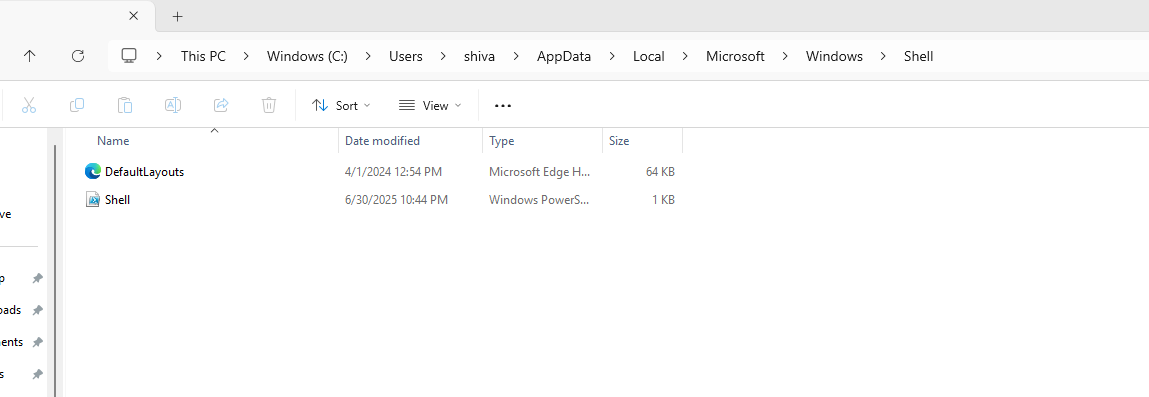 This PC > Windows (C:) > Users > shiva > AppData > Local > Microsoft > Windows > Shell
Sort View
Name Date modified Type Size
DefaultLayouts 4/1/2024 12:54 PM Microsoft Edge H... 64 KB
Shell 6/30/2025 10:44 PM Windows PowerS... 1 KB
ve
p
oads
nents
s